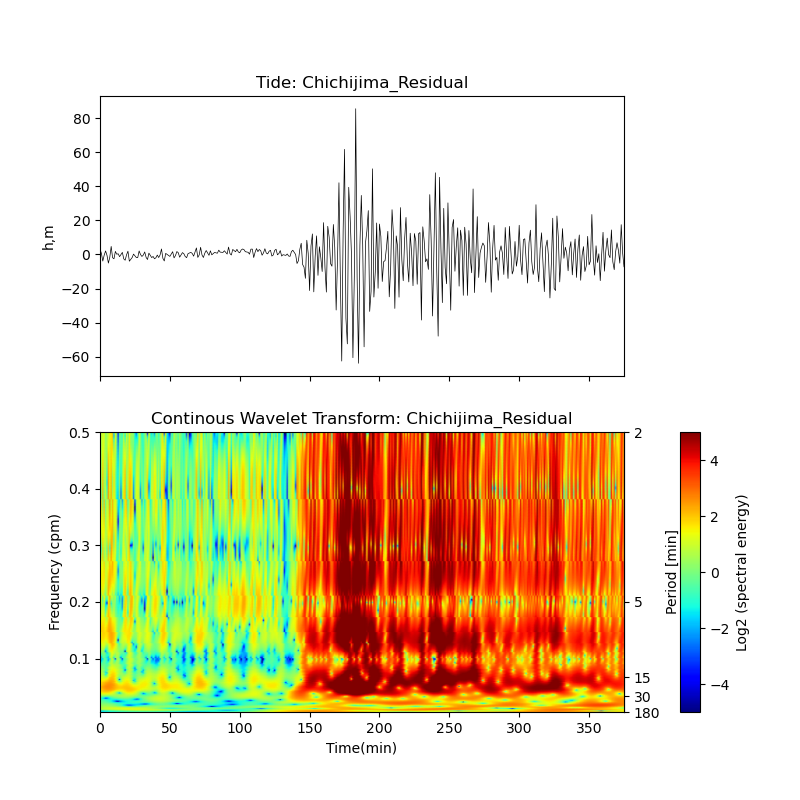 Tide: Chichijima_Residual
80
60
40
20
0
−20
−40
−60
h,m
Continous Wavelet Transform: Chichijima_Residual
0.5
0.4
0.3
0.2
0.1
Frequency (cpm)
0 50 100 150 200 250 300 350
Time(min)
2
5
15
30
180
Period [min]
4
2
0
−2
−4
Log2 (spectral energy)